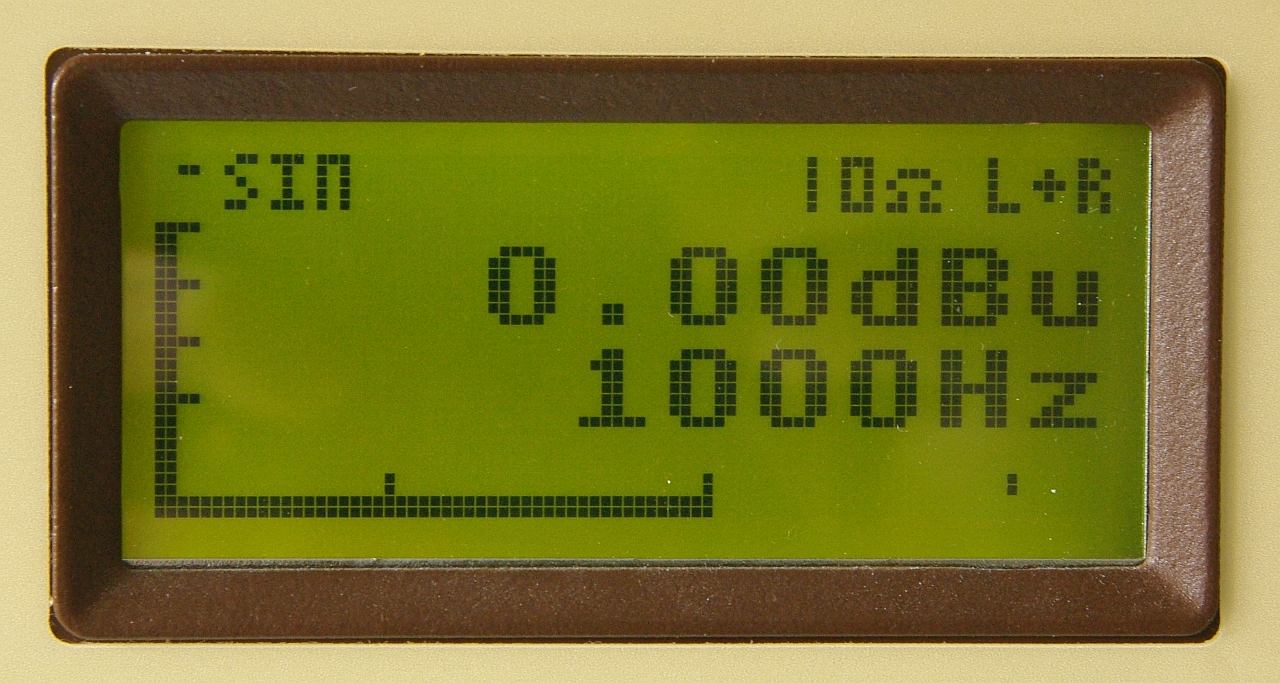 -SIN 10Ω L+R
0.00dBu
1000Hz